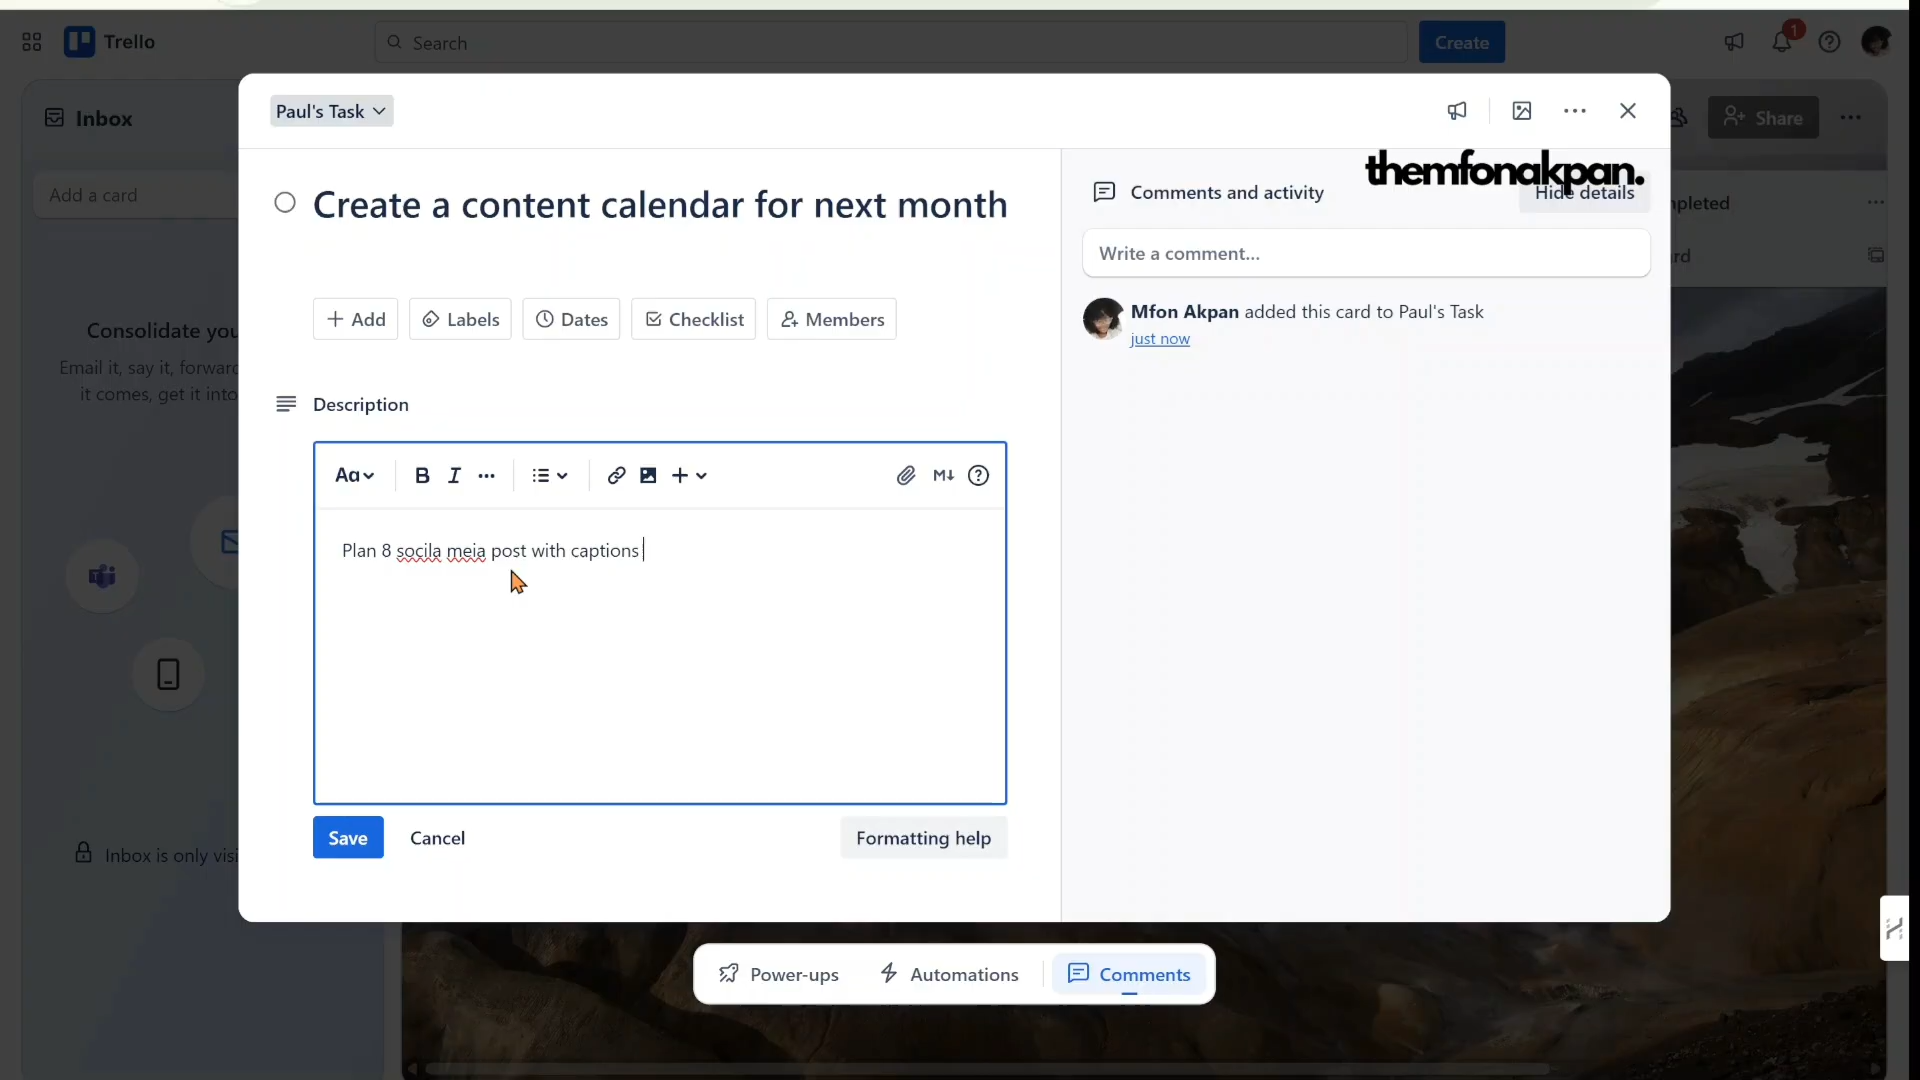 Trello
Search
Create
1
Inbox
Paul's Task
Share
Add a card
Create a content calendar for next month
Comments and activity
themfonakpan.
Hide details
Write a comment...
Mfon Akpan added this card to Paul's Task
just now
Consolidate you
Email it, say it, forward
it comes, get it into
Add
Labels
Dates
Checklist
Members
Description
Aa
B
I
M
Plan 8 socila meia post with captions
Save
Cancel
Formatting help
Inbox is only visi
Power-ups
Automations
Comments